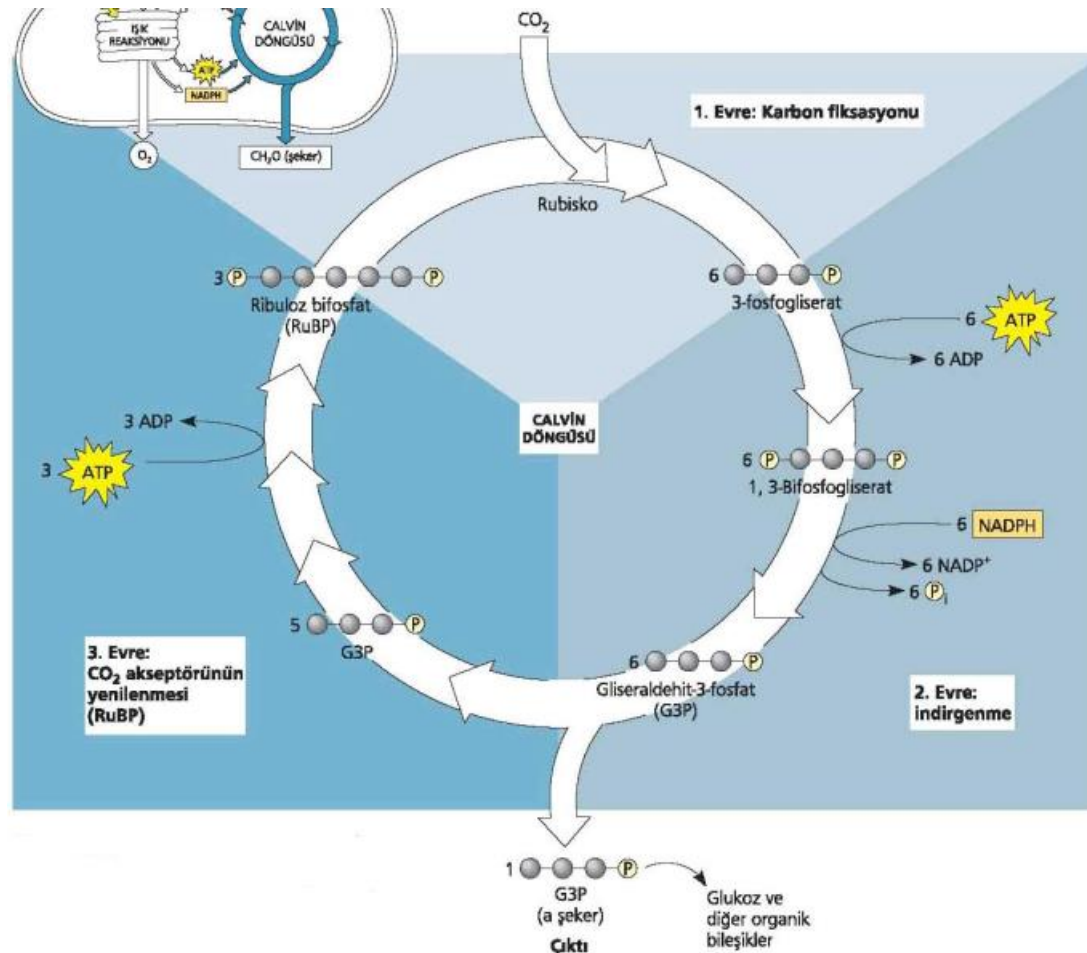 IŞIK
REAKSİYONU
CALVİN
DÖNGÜSÜ
ATP
NADPH
O2
CH2O (şeker)
CO2
1. Evre: Karbon fiksasyonu
Rubisko
3 P P
Ribuloz bifosfat
(RuBP)
6 P
3-fosfogliserat
6 ATP
6 ADP
CALVİN
DÖNGÜSÜ
3 ADP
3 ATP
6 P P
1, 3-Bifosfogliserat
6 NADPH
6 NADP+
6 Pi
5 P
G3P
6 P
Gliseraldehit-3-fosfat
(G3P)
3. Evre:
CO2 akseptörünün
yenilenmesi
(RuBP)
2. Evre:
indirgenme
1 P
G3P
(a şeker)
Çıktı
Glukoz ve
diğer organik
bileşikler